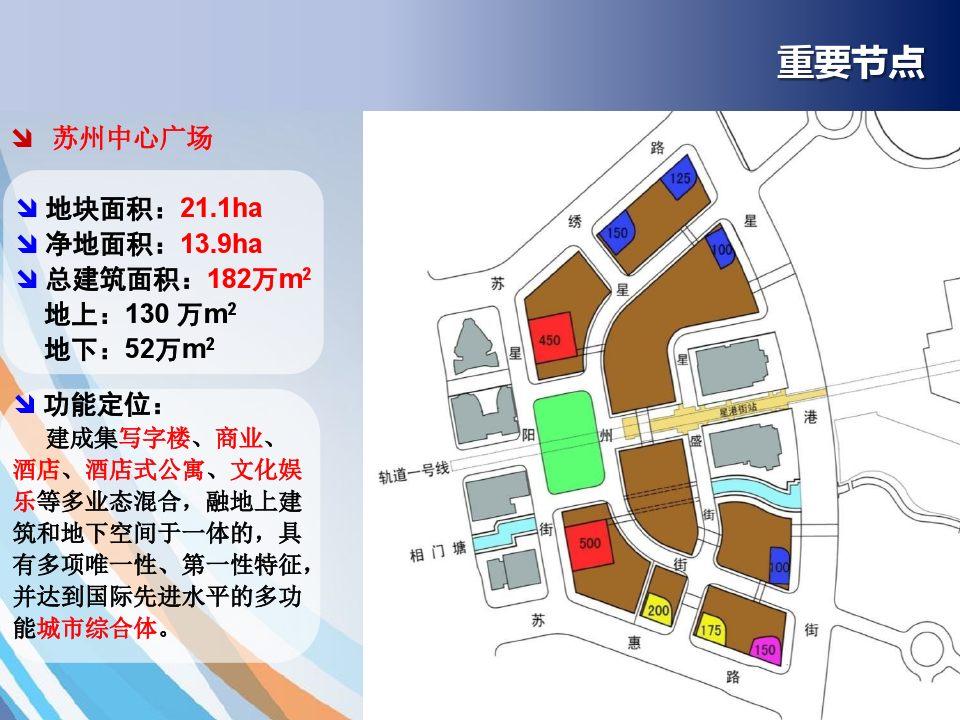 重要节点
苏州中心广场
地块面积：21.1ha
净地面积：13.9ha
总建筑面积：182万m²
地上：130 万m²
地下：52万m²
功能定位：
建成集写字楼、商业、
酒店、酒店式公寓、文化娱
乐等多业态混合，融地上建
筑和地下空间于一体的，具
有多项唯一性、第一性特征，
并达到国际先进水平的多功
能城市综合体。
路
125
绣
150
星
100
苏
星
450
星
星
星港街站
港
阳
州
盛
轨道一号线
街
街
相门塘
500
街
100
200
175
150
苏
惠
路
街